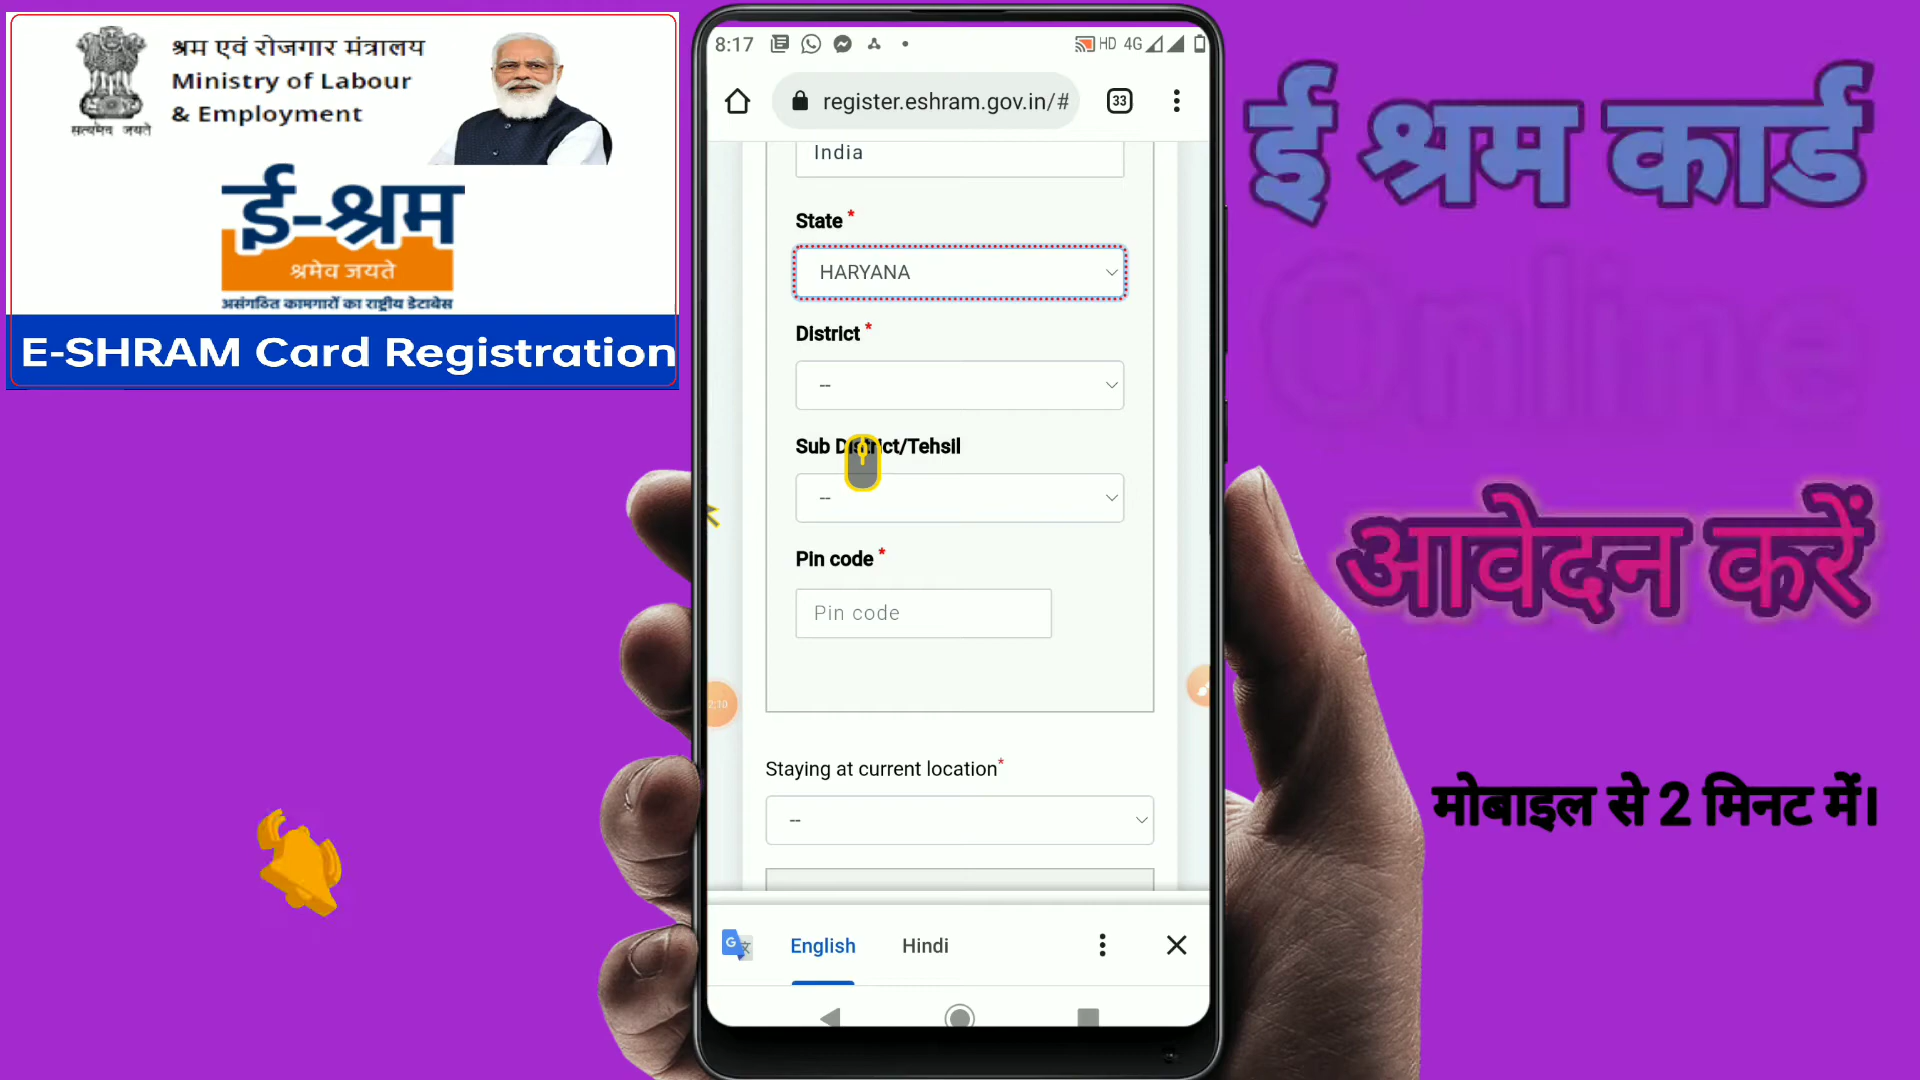 श्रम एवं रोजगार मंत्रालय
Ministry of Labour
& Employment
सत्यमेव जयते
ई-श्रम
श्रमेव जयते
असंगठित कामगारों का राष्ट्रीय डेटाबेस
E-SHRAM Card Registration
8:17
HD 4G
register.eshram.gov.in/#
33
India
State *
HARYANA
District *
--
Sub District/Tehsil
--
Pin code *
Pin code
2:10
Staying at current location*
--
English
Hindi
ई श्रम कार्ड
Online
आवेदन करें
मोबाइल से 2 मिनट में।